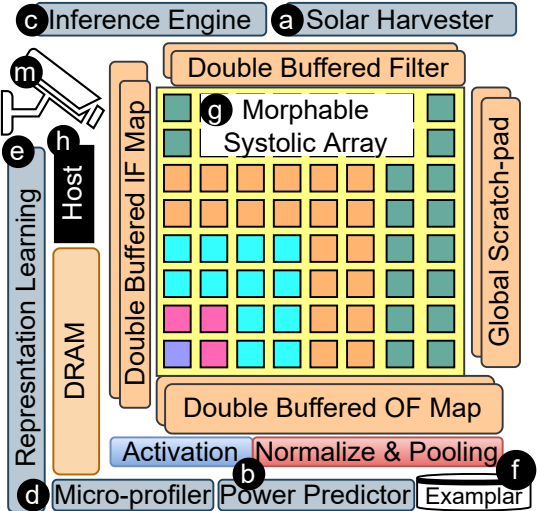 c Inference Engine
a Solar Harvester
m
Double Buffered Filter
g Morphable
Systolic Array
e
h
Host
Double Buffered IF Map
Global Scratch-pad
Represntation Learning
DRAM
Double Buffered OF Map
Activation
Normalize & Pooling
b
f
d Micro-profiler
Power Predictor
Examplar